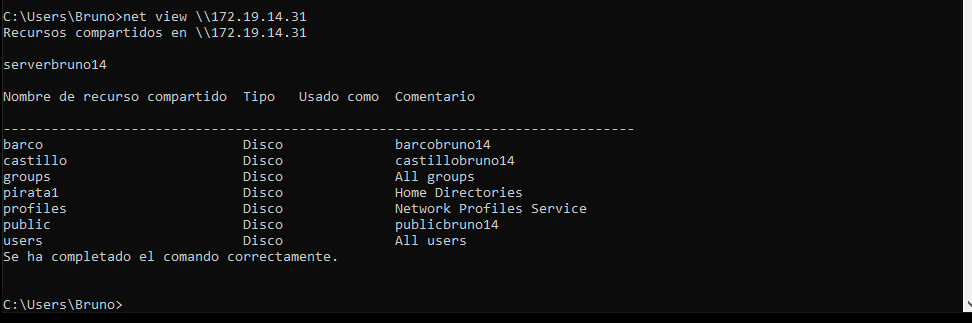 C:\Users\Bruno>net view \\172.19.14.31
Recursos compartidos en \\172.19.14.31
serverbruno14
Nombre de recurso compartido  Tipo   Usado como  Comentario
-------------------------------------------------------------------------------
barco                         Disco              barcobruno14
castillo                      Disco              castillobruno14
groups                        Disco              All groups
pirata1                       Disco              Home Directories
profiles                      Disco              Network Profiles Service
public                        Disco              publicbruno14
users                         Disco              All users
Se ha completado el comando correctamente.
C:\Users\Bruno>